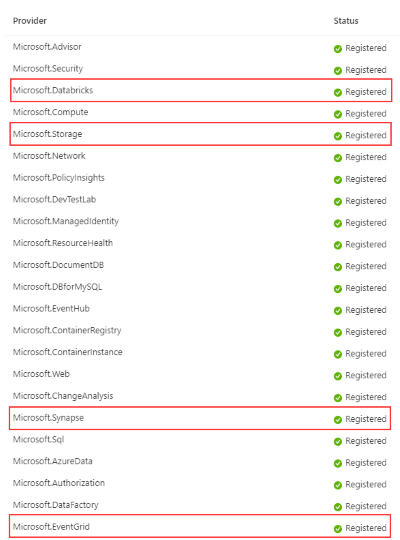 Provider Status
Microsoft.Advisor Registered
Microsoft.Security Registered
Microsoft.Databricks Registered
Microsoft.Compute Registered
Microsoft.Storage Registered
Microsoft.Network Registered
Microsoft.PolicyInsights Registered
Microsoft.DevTestLab Registered
Microsoft.ManagedIdentity Registered
Microsoft.ResourceHealth Registered
Microsoft.DocumentDB Registered
Microsoft.DBforMySQL Registered
Microsoft.EventHub Registered
Microsoft.ContainerRegistry Registered
Microsoft.ContainerInstance Registered
Microsoft.Web Registered
Microsoft.ChangeAnalysis Registered
Microsoft.Synapse Registered
Microsoft.Sql Registered
Microsoft.AzureData Registered
Microsoft.Authorization Registered
Microsoft.DataFactory Registered
Microsoft.EventGrid Registered